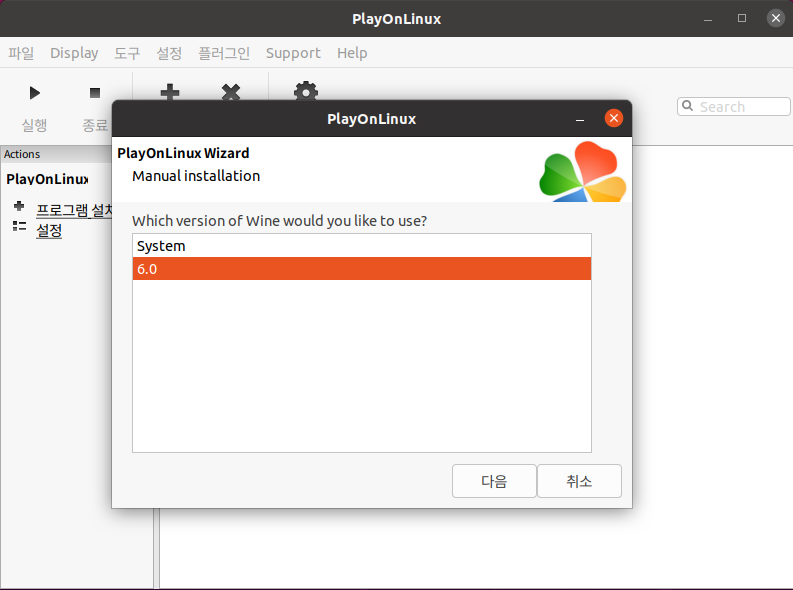 PlayOnLinux
파일 Display 도구 설정 플러그인 Support Help
실행 종료
Search
Actions
PlayOnLinux
프로그램 설치
설정
PlayOnLinux
PlayOnLinux Wizard
Manual installation
Which version of Wine would you like to use?
System
6.0
다음 취소